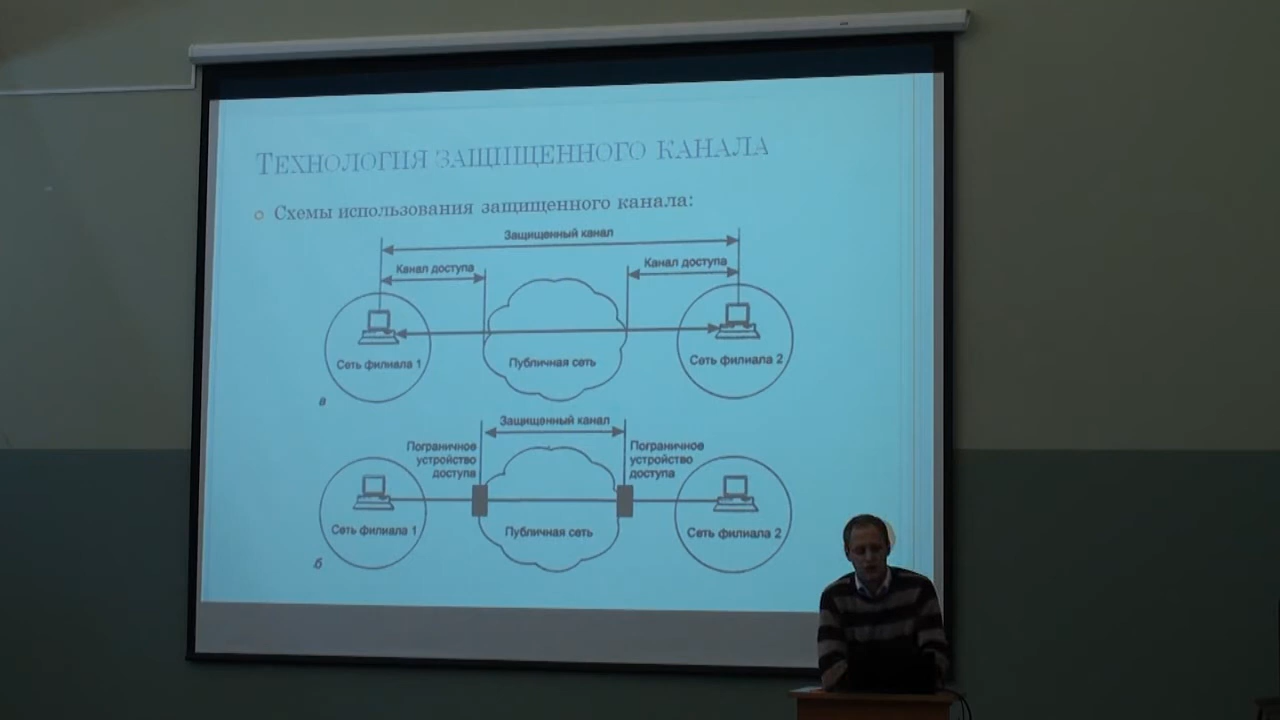 ТЕХНОЛОГИЯ ЗАЩИЩЕННОГО КАНАЛА
Схемы использования защищенного канала:
Защищенный канал
Канал доступа
Канал доступа
Сеть филиала 1
Публичная сеть
Сеть филиала 2
а
Защищенный канал
Пограничное
устройство
доступа
Пограничное
устройство
доступа
Сеть филиала 1
Публичная сеть
Сеть филиала 2
б